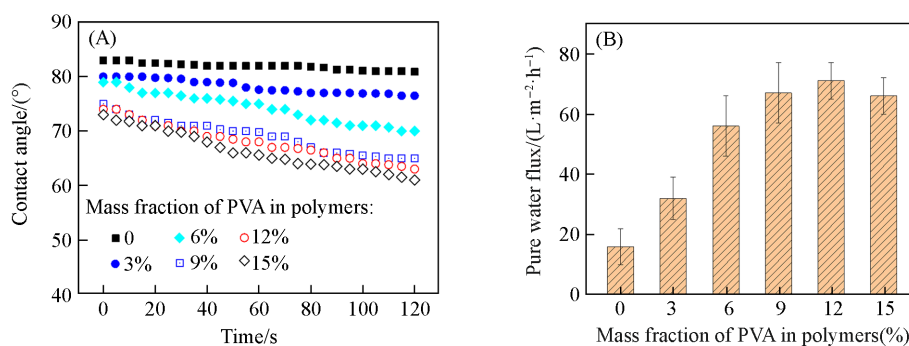 (A)
Contact angle/(°)
90
80
70
60
50
40
Mass fraction of PVA in polymers:
0
6%
12%
3%
9%
15%
0 20 40 60 80 100 120
Time/s
(B)
Pure water flux/(L·m⁻²·h⁻¹)
80
60
40
20
0
0 3 6 9 12 15
Mass fraction of PVA in polymers(%)